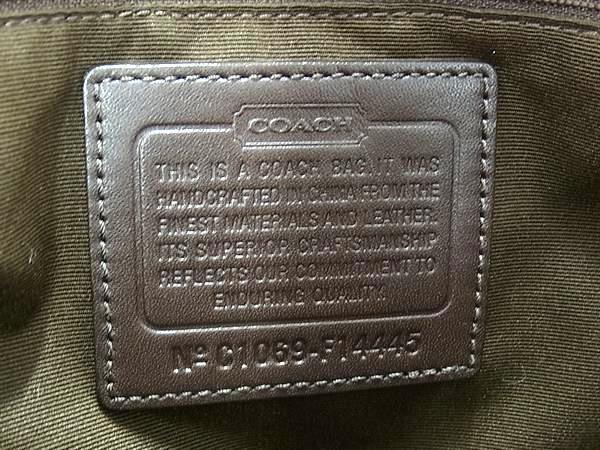 COACH
THIS IS A COACH BAG. IT WAS
HANDCRAFTED IN CHINA FROM THE
FINEST MATERIALS AND LEATHER.
ITS SUPERIOR CRAFTSMANSHIP
REFLECTS OUR COMMITMENT TO
ENDURING QUALITY.
Nº C1069-F14445